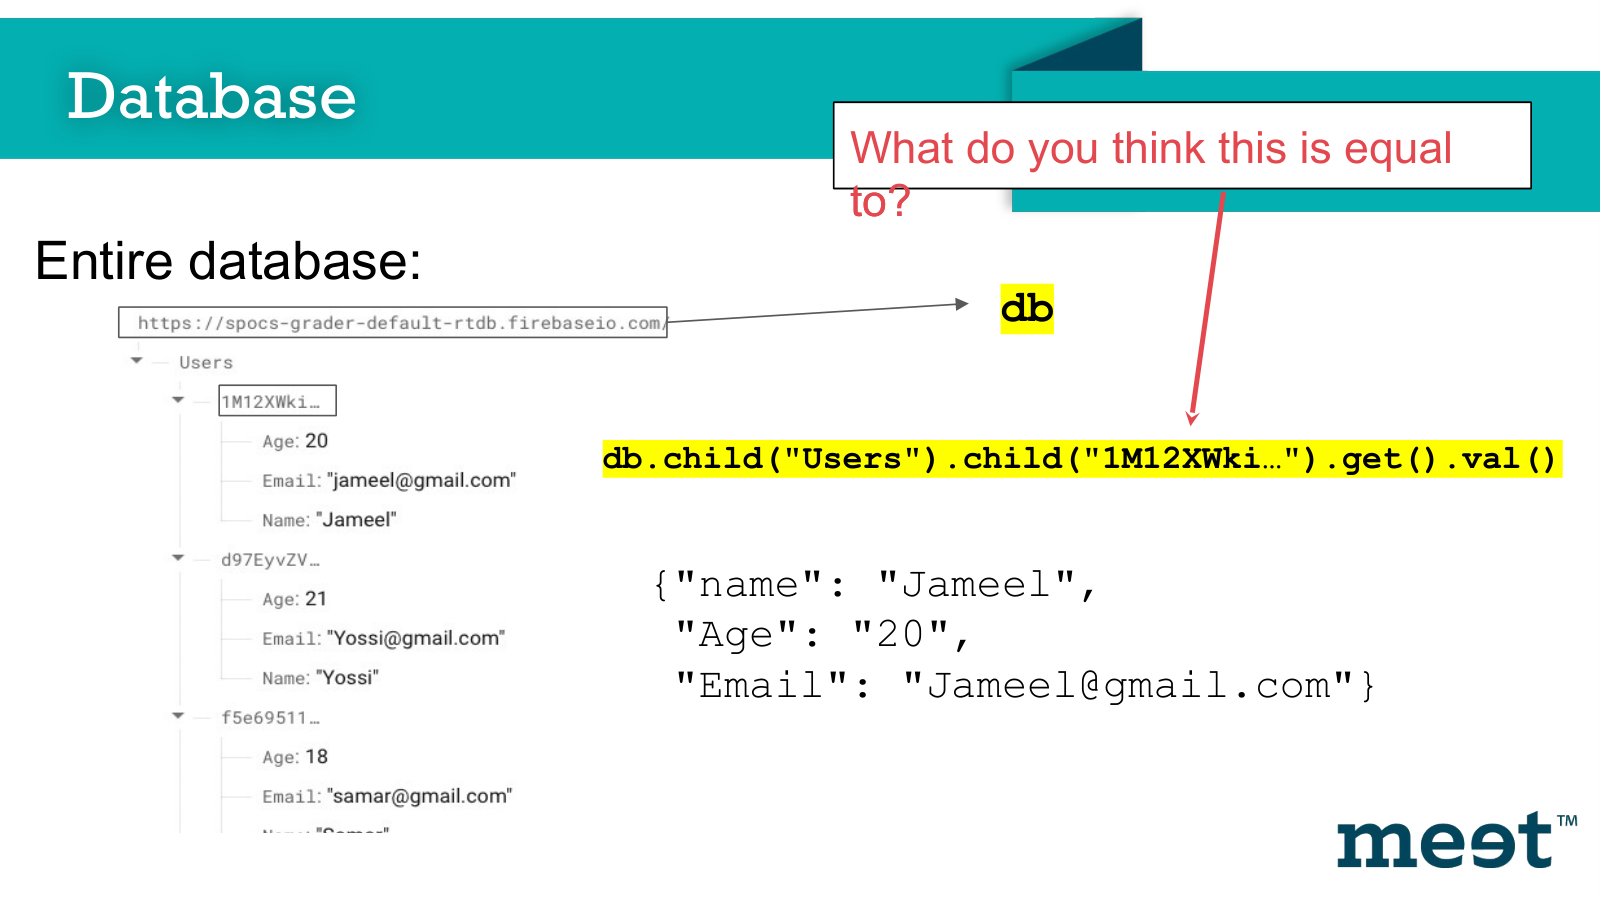 Database
What do you think this is equal
to?
Entire database:
https://spocs-grader-default-rtdb.firebaseio.com/
db
Users
1M12XWki…
Age: 20
Email: "jameel@gmail.com"
Name: "Jameel"
d97EyvZV…
Age: 21
Email: "Yossi@gmail.com"
Name: "Yossi"
f5e69511…
Age: 18
Email: "samar@gmail.com"
db.child("Users").child("1M12XWki…").get().val()
{"name": "Jameel",
"Age": "20",
"Email": "Jameel@gmail.com"}
meet™